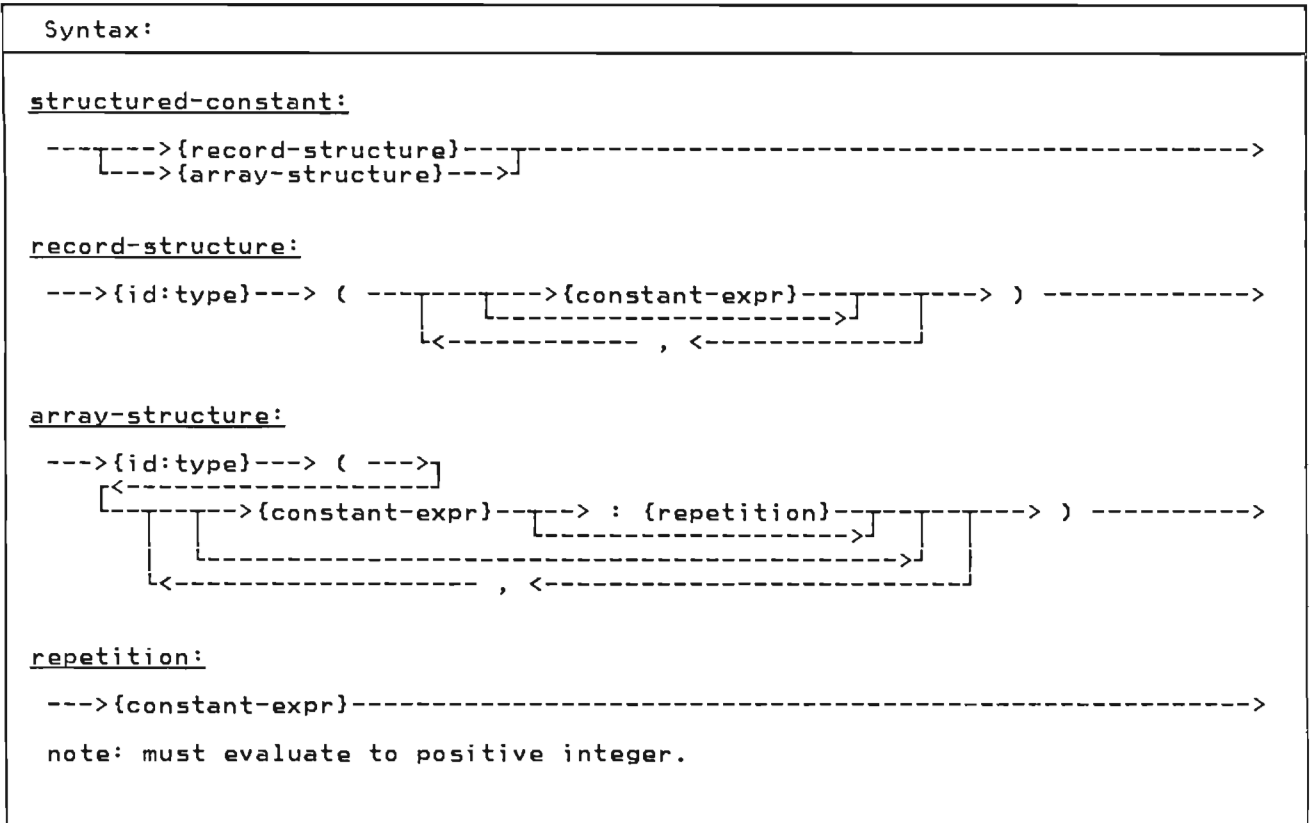 Syntax:
structured-constant:
--------->{record-structure}-------------------------------------------------->
--->{array-structure}--->
record-structure:
--->{id:type}---> ( ------------->{constant-expr}-------------> ) ------------->
----------------------->
<------------ , <--------------
array-structure:
--->{id:type}---> ( --->
<---------------------
--------->{constant-expr}------> : {repetition}-------------> ) ---------->
-------------------->
--------------------------------------------->
<------------------- , <---------------------------
repetition:
--->{constant-expr}--------------------------------------------------------->
note: must evaluate to positive integer.